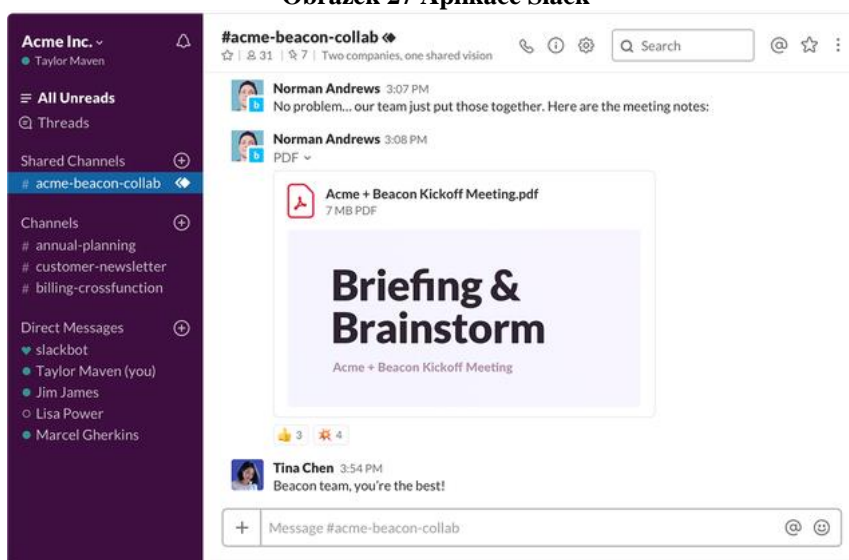 Obrázek 27 Aplikace Slack
Acme Inc.
Taylor Maven
All Unreads
Threads
Shared Channels
# acme-beacon-collab
Channels
# annual-planning
# customer-newsletter
# billing-crossfunction
Direct Messages
slackbot
Taylor Maven (you)
Jim James
Lisa Power
Marcel Gherkins
#acme-beacon-collab
31 | 7 | Two companies, one shared vision
Search
Norman Andrews 3:07 PM
No problem... our team just put those together. Here are the meeting notes:
Norman Andrews 3:08 PM
PDF
Acme + Beacon Kickoff Meeting.pdf
7 MB PDF
Briefing &
Brainstorm
Acme + Beacon Kickoff Meeting
3 4
Tina Chen 3:54 PM
Beacon team, you're the best!
Message #acme-beacon-collab